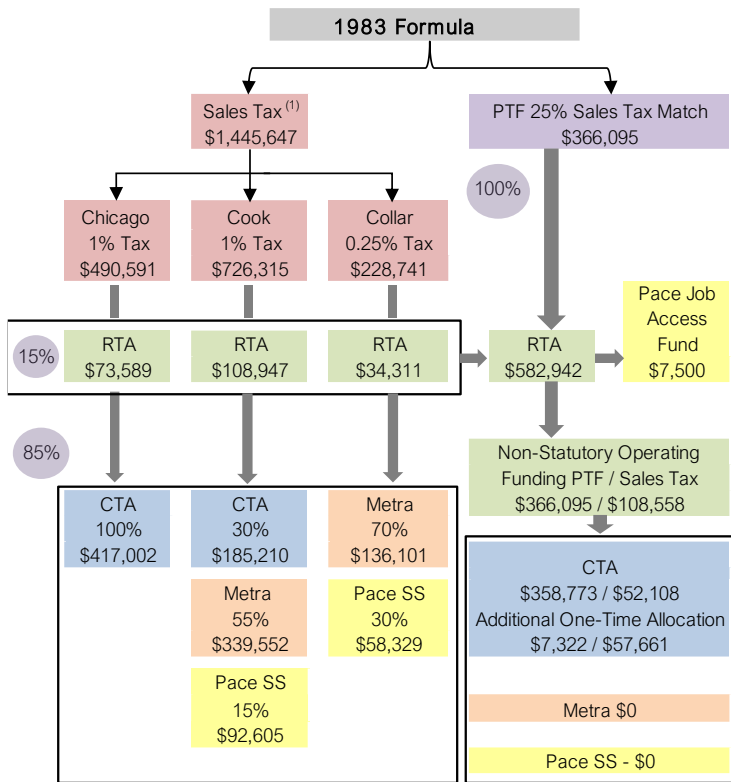 1983 Formula
Sales Tax (1)
$1,445,647
PTF 25% Sales Tax Match
$366,095
100%
Chicago
1% Tax
$490,591
Cook
1% Tax
$726,315
Collar
0.25% Tax
$228,741
Pace Job
Access
Fund
$7,500
15%
RTA
$73,589
RTA
$108,947
RTA
$34,311
RTA
$582,942
85%
Non-Statutory Operating
Funding PTF / Sales Tax
$366,095 / $108,558
CTA
100%
$417,002
CTA
30%
$185,210
Metra
55%
$339,552
Pace SS
15%
$92,605
Metra
70%
$136,101
Pace SS
30%
$58,329
CTA
$358,773 / $52,108
Additional One-Time Allocation
$7,322 / $57,661
Metra $0
Pace SS - $0